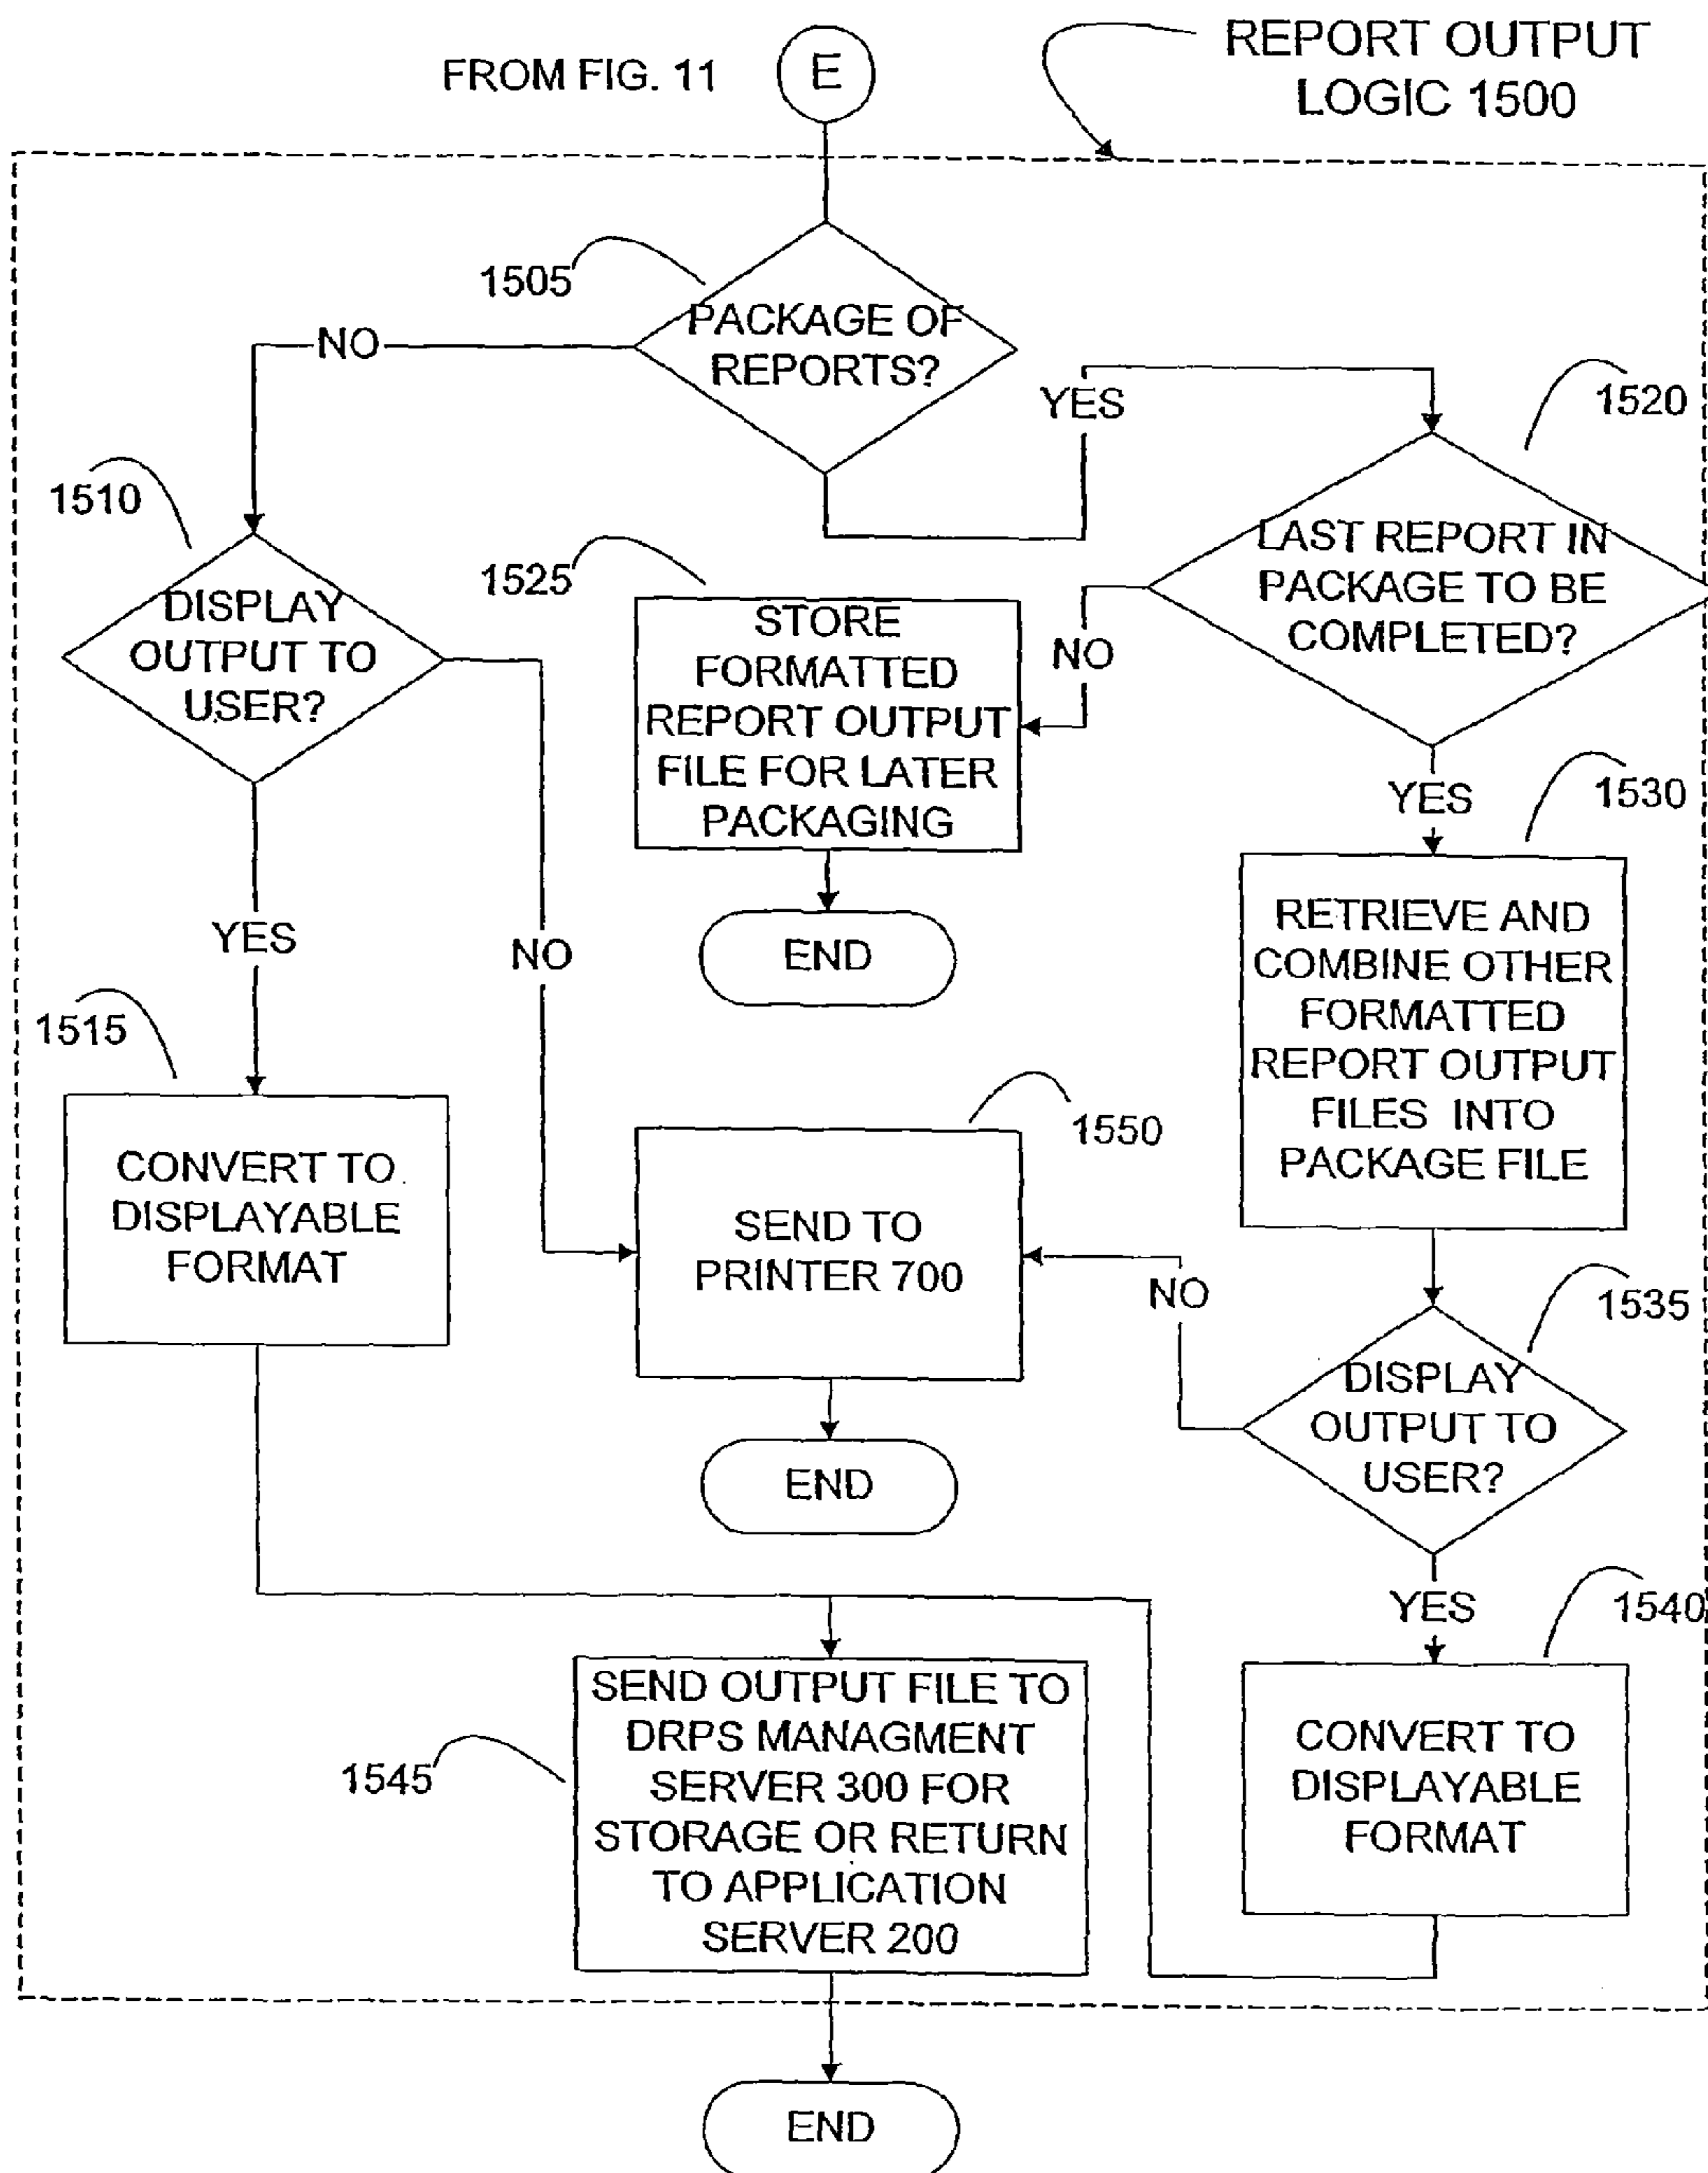 FROM FIG. 11
E
REPORT OUTPUT
LOGIC 1500
1505
PACKAGE OF
REPORTS?
NO
YES
1520
1510
LAST REPORT IN
PACKAGE TO BE
COMPLETED?
1525
DISPLAY
OUTPUT TO
USER?
STORE
FORMATTED
REPORT OUTPUT
FILE FOR LATER
PACKAGING
NO
YES
1530
YES
NO
END
RETRIEVE AND
COMBINE OTHER
FORMATTED
REPORT OUTPUT
FILES INTO
PACKAGE FILE
1515
1550
CONVERT TO
DISPLAYABLE
FORMAT
SEND TO
PRINTER 700
NO
1535
DISPLAY
OUTPUT TO
USER?
END
YES
1540
SEND OUTPUT FILE TO
DRPS MANAGMENT
SERVER 300 FOR
STORAGE OR RETURN
TO APPLICATION
SERVER 200
1545
CONVERT TO
DISPLAYABLE
FORMAT
END